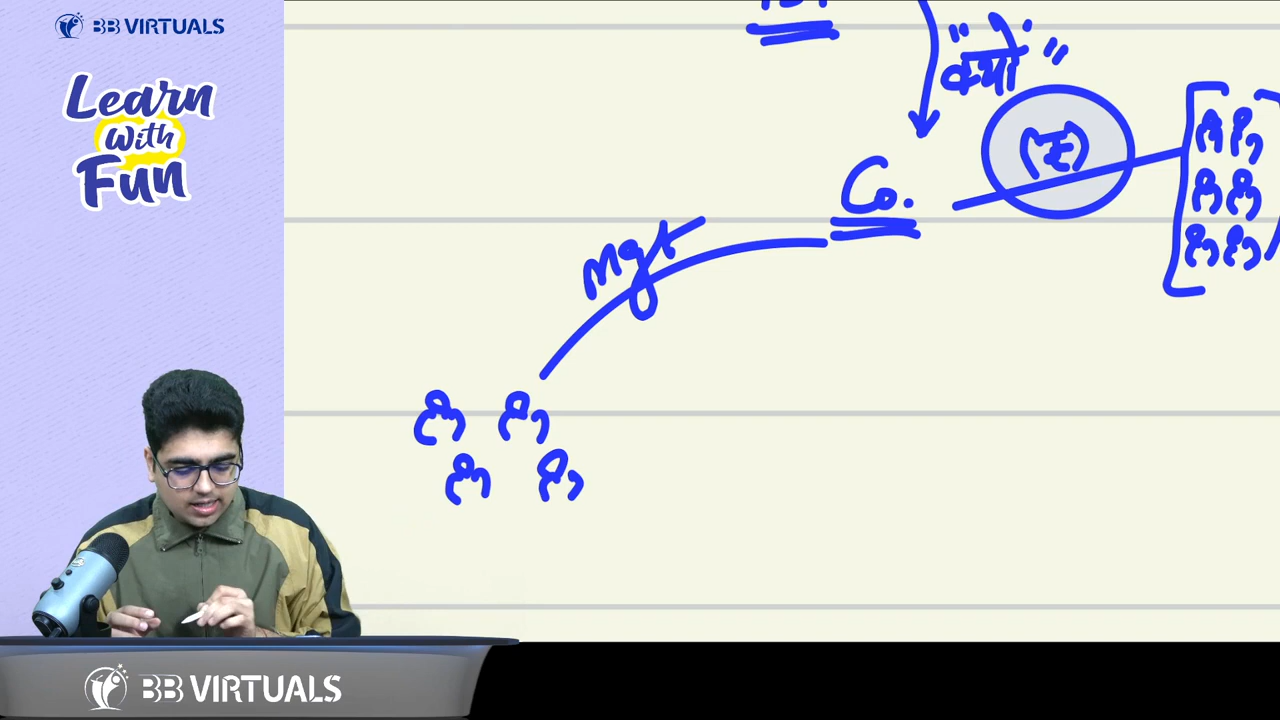 BB VIRTUALS
Learn
With
Fun
"क्यों"
(₹)
Co.
Mgt
BB VIRTUALS